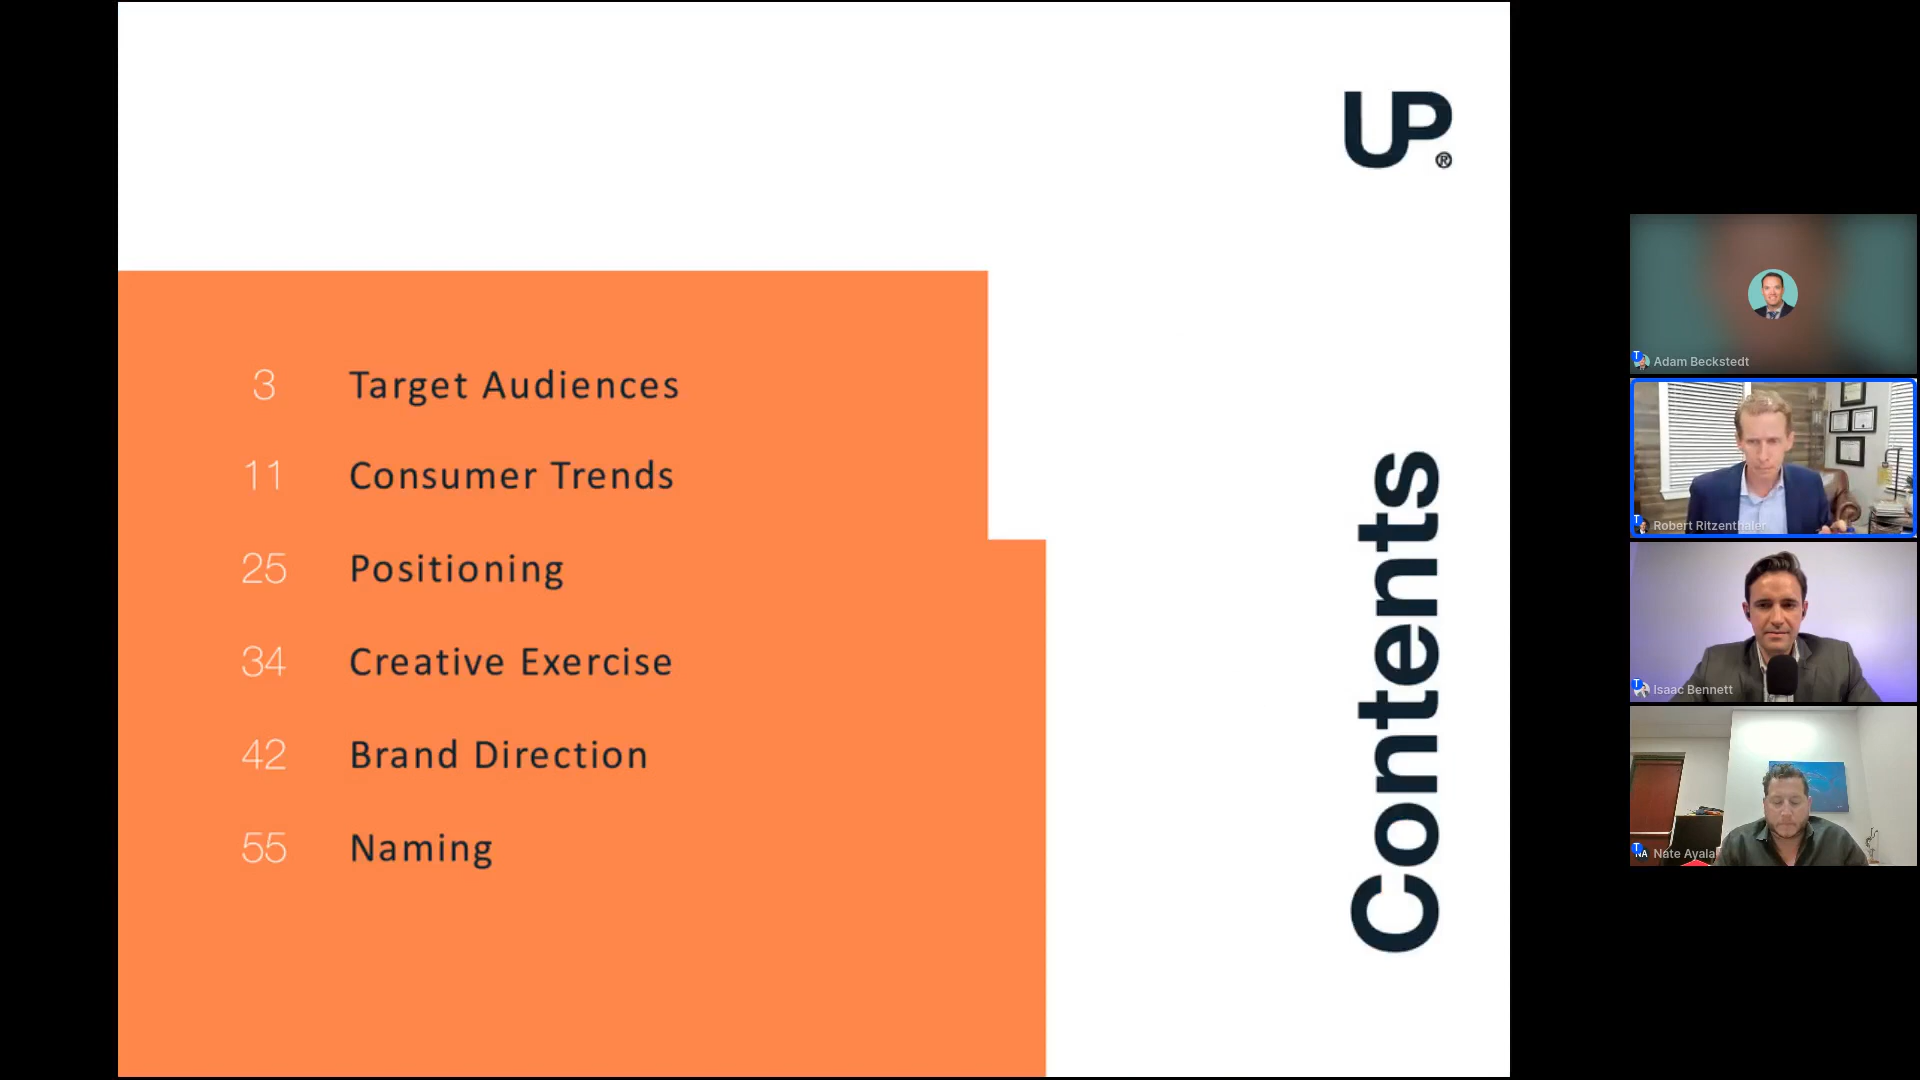 UP®
3 Target Audiences
11 Consumer Trends
25 Positioning
34 Creative Exercise
42 Brand Direction
55 Naming
Contents
Adam Beckstedt
Robert Ritzenthaler
Isaac Bennett
NA Nate Ayala